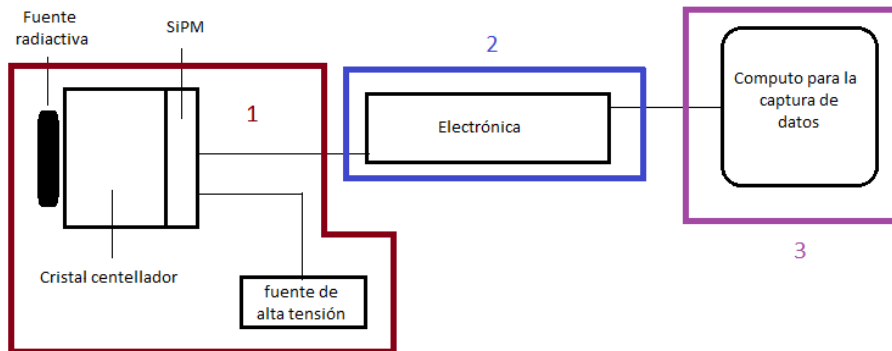 Fuente
radiactiva
SiPM
1
Cristal centellador
fuente de
alta tensión
2
Electrónica
Computo para la
captura de
datos
3